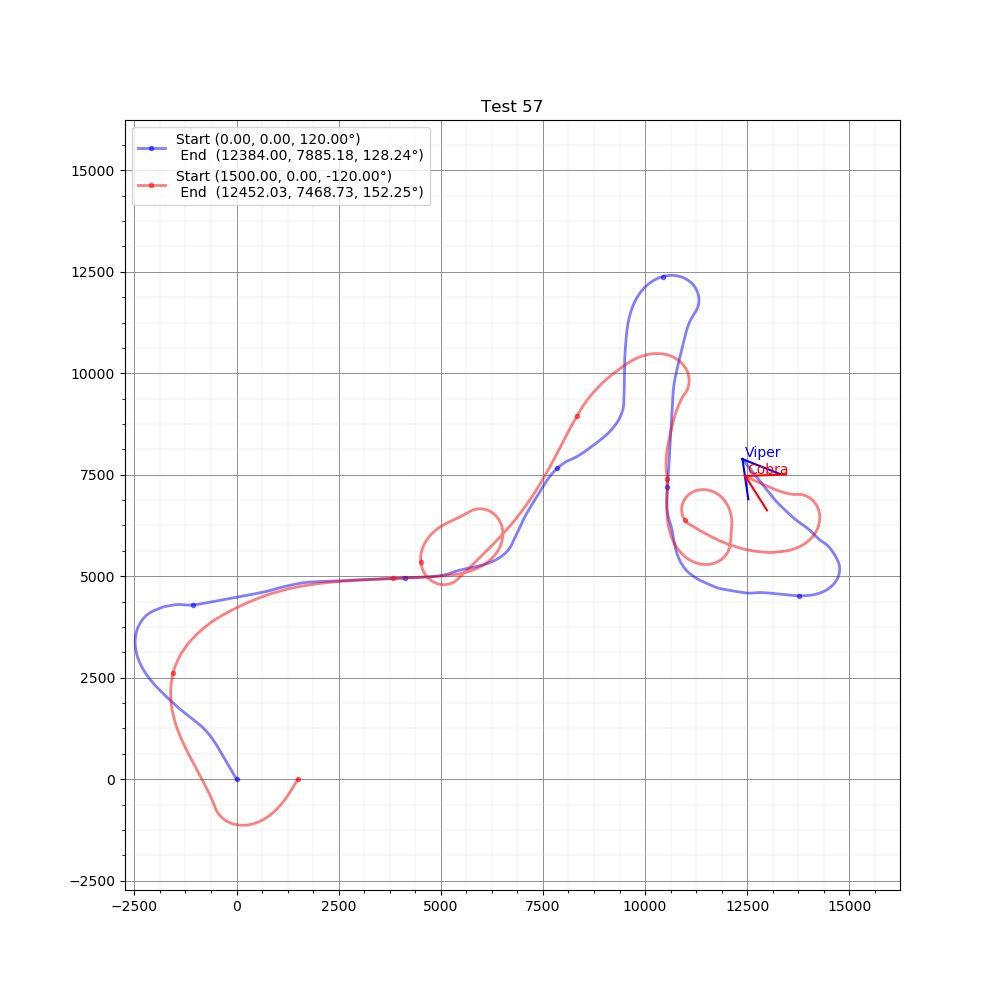 Test 57
Start (0.00, 0.00, 120.00°)
End (12384.00, 7885.18, 128.24°)
Start (1500.00, 0.00, -120.00°)
End (12452.03, 7468.73, 152.25°)
15000
12500
10000
7500
5000
2500
0
−2500
Viper
Cobra
−2500 0 2500 5000 7500 10000 12500 15000